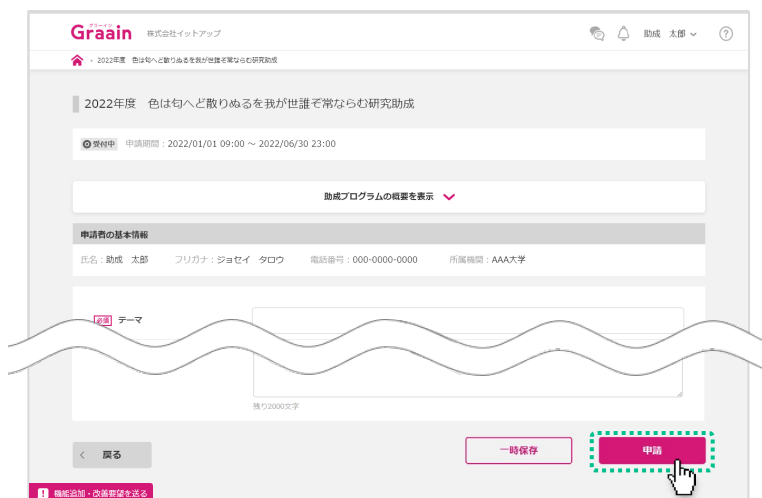 グラーイン
Graain 株式会社イットアップ 助成 太郎
2022年度 色は匂へど散りぬるを我が世誰ぞ常ならむ研究助成
2022年度 色は匂へど散りぬるを我が世誰ぞ常ならむ研究助成
受付中 申請期間：2022/01/01 09:00 ～ 2022/06/30 23:00
助成プログラムの概要を表示
申請者の基本情報
氏名：助成 太郎 フリガナ：ジョセイ タロウ 電話番号：000-0000-0000 所属機関：AAA大学
必須 テーマ
残り2000文字
戻る 一時保存 申請
機能追加・改善要望を送る